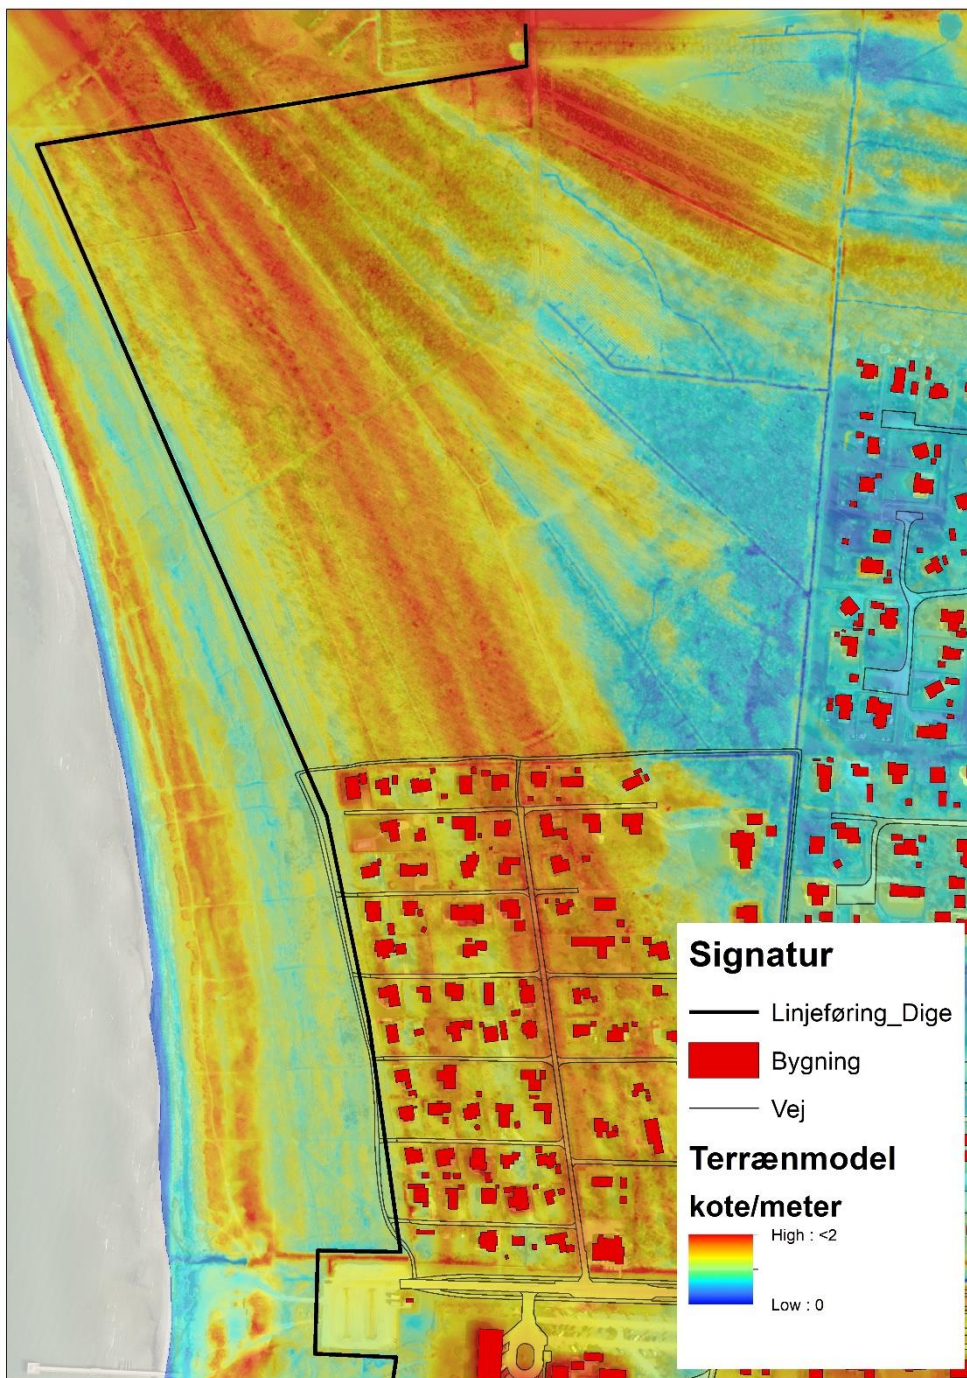 Signatur
Linjeføring_Dige
Bygning
Vej
Terrænmodel
kote/meter
High : <2
Low : 0